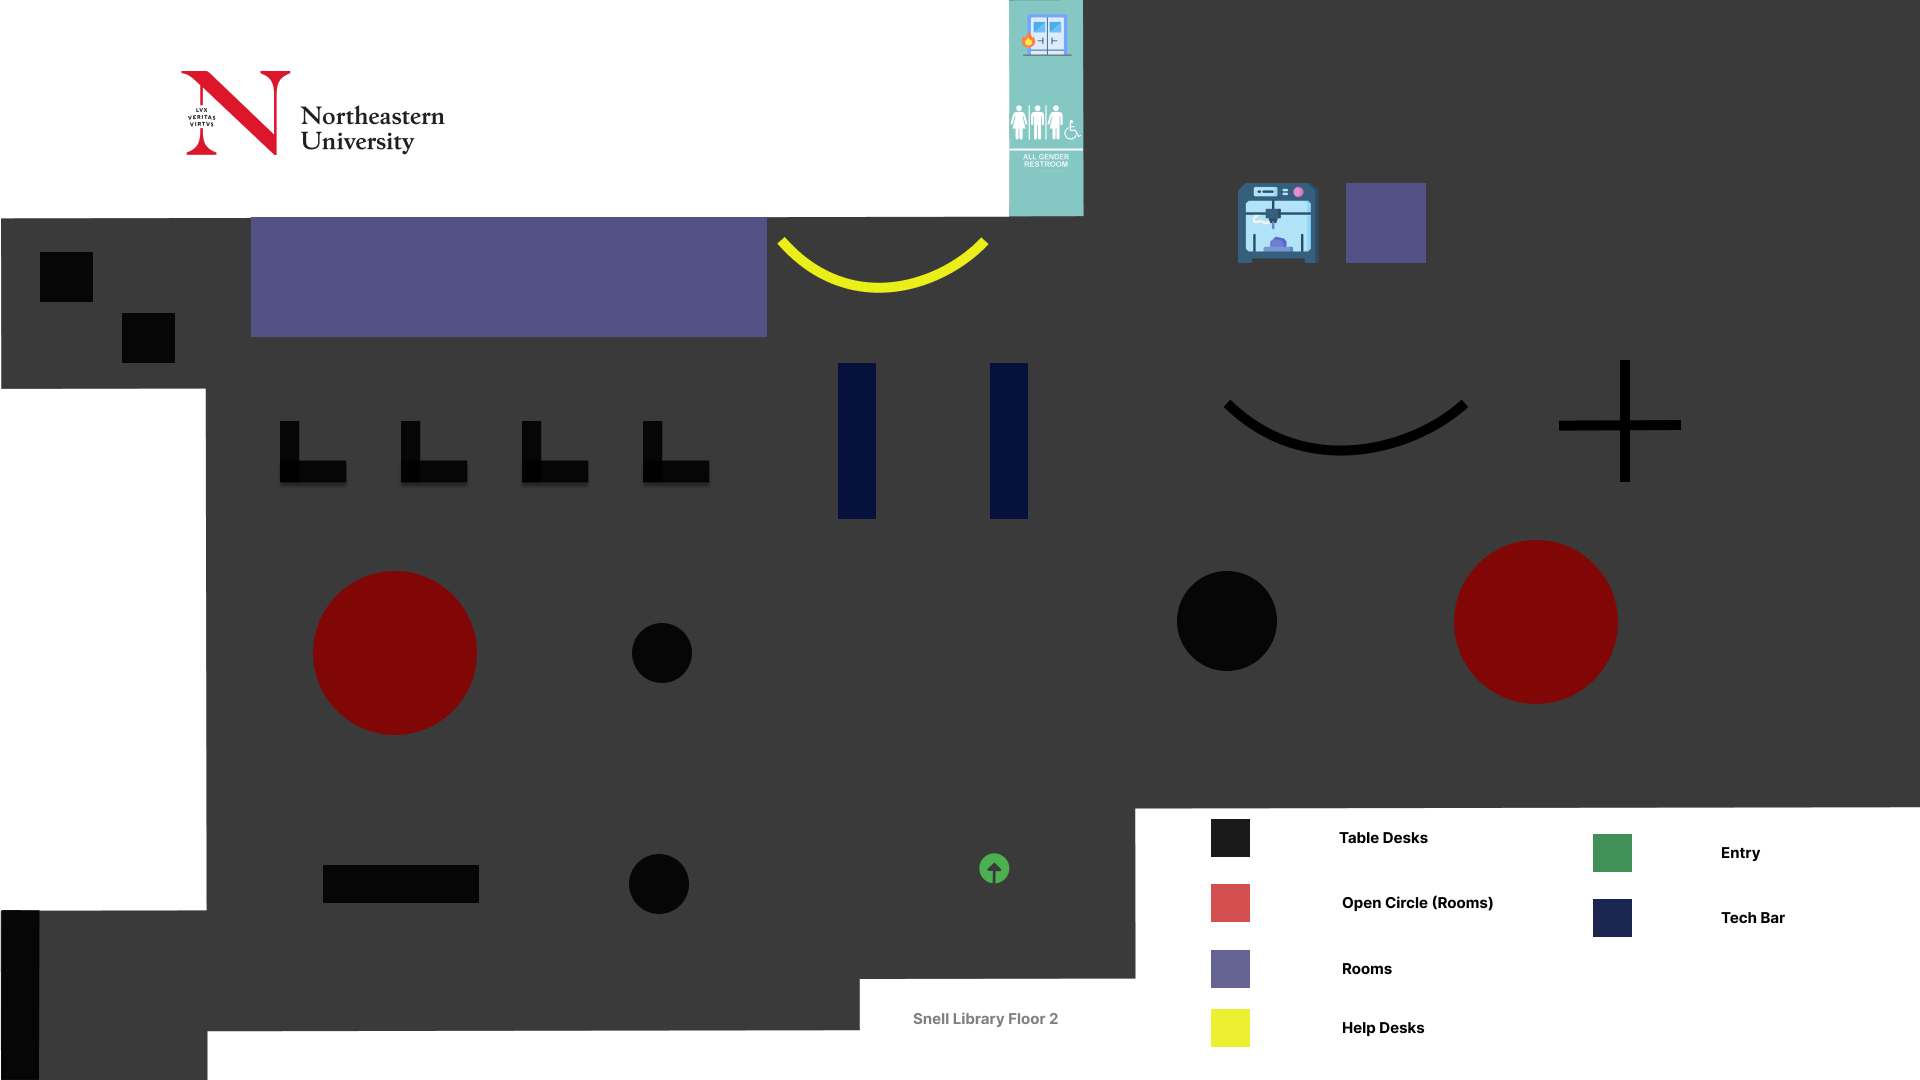 LVX
VERITAS
VIRTVS
Northeastern
University
ALL GENDER
RESTROOM
Table Desks
Open Circle (Rooms)
Rooms
Help Desks
Entry
Tech Bar
Snell Library Floor 2